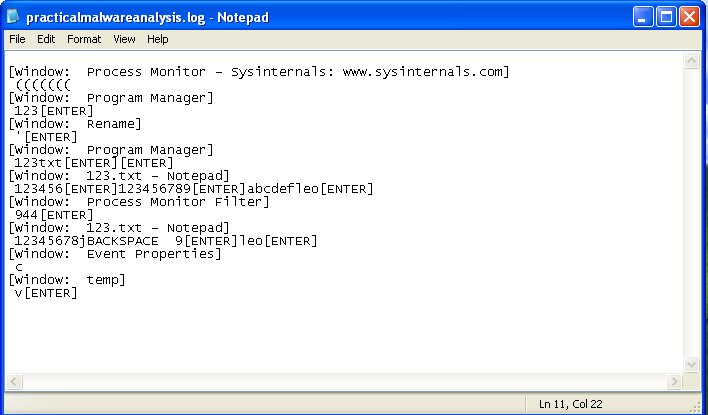 practicalmalwareanalysis.log - Notepad
File Edit Format View Help
[Window:  Process Monitor - Sysinternals: www.sysinternals.com]
 (((((((
[Window:  Program Manager]
 123[ENTER]
[Window:  Rename]
 '[ENTER]
[Window:  Program Manager]
 123txt[ENTER][ENTER]
[Window:  123.txt - Notepad]
 123456[ENTER]123456789[ENTER]abcdefleo[ENTER]
[Window:  Process Monitor Filter]
 944[ENTER]
[Window:  123.txt - Notepad]
 12345678jBACKSPACE  9[ENTER]leo[ENTER]
[Window:  Event Properties]
 c
[Window:  temp]
 v[ENTER]
Ln 11, Col 22